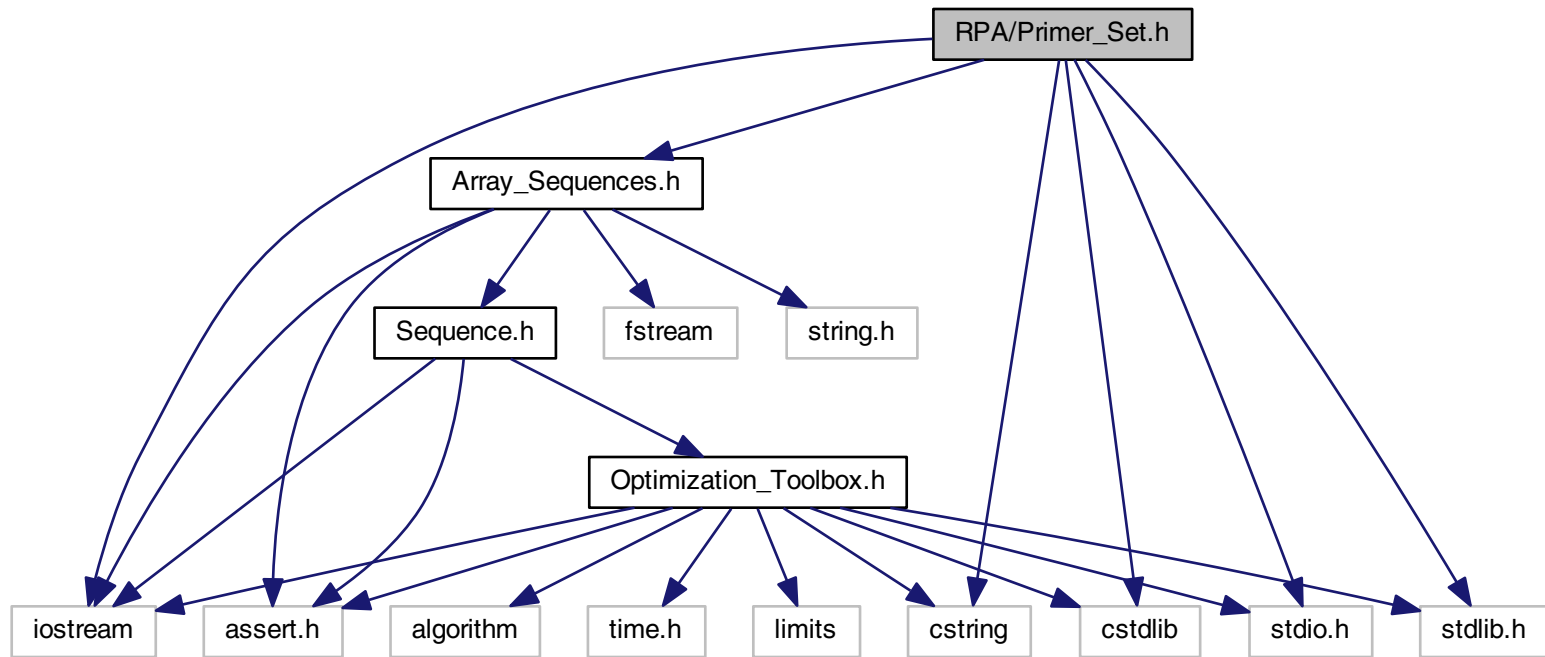 RPA/Primer_Set.h
Array_Sequences.h
Sequence.h
fstream
string.h
Optimization_Toolbox.h
iostream
assert.h
algorithm
time.h
limits
cstring
cstdlib
stdio.h
stdlib.h